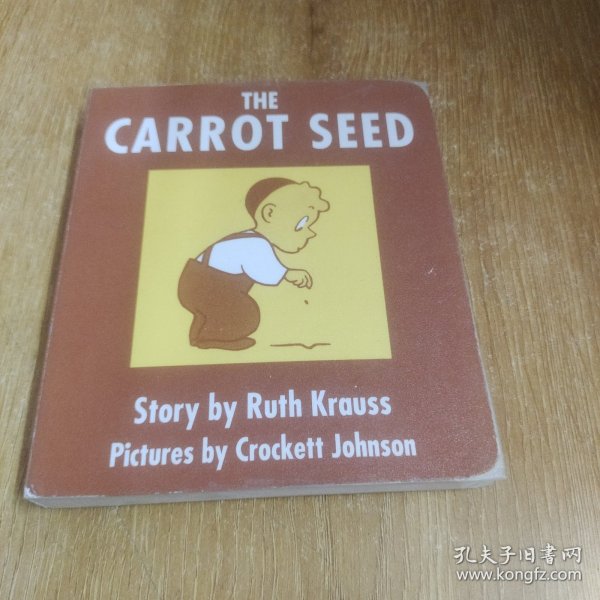 THE
CARROT SEED
Story by Ruth Krauss
Pictures by Crockett Johnson
孔夫子旧书网
www.kongfz.com